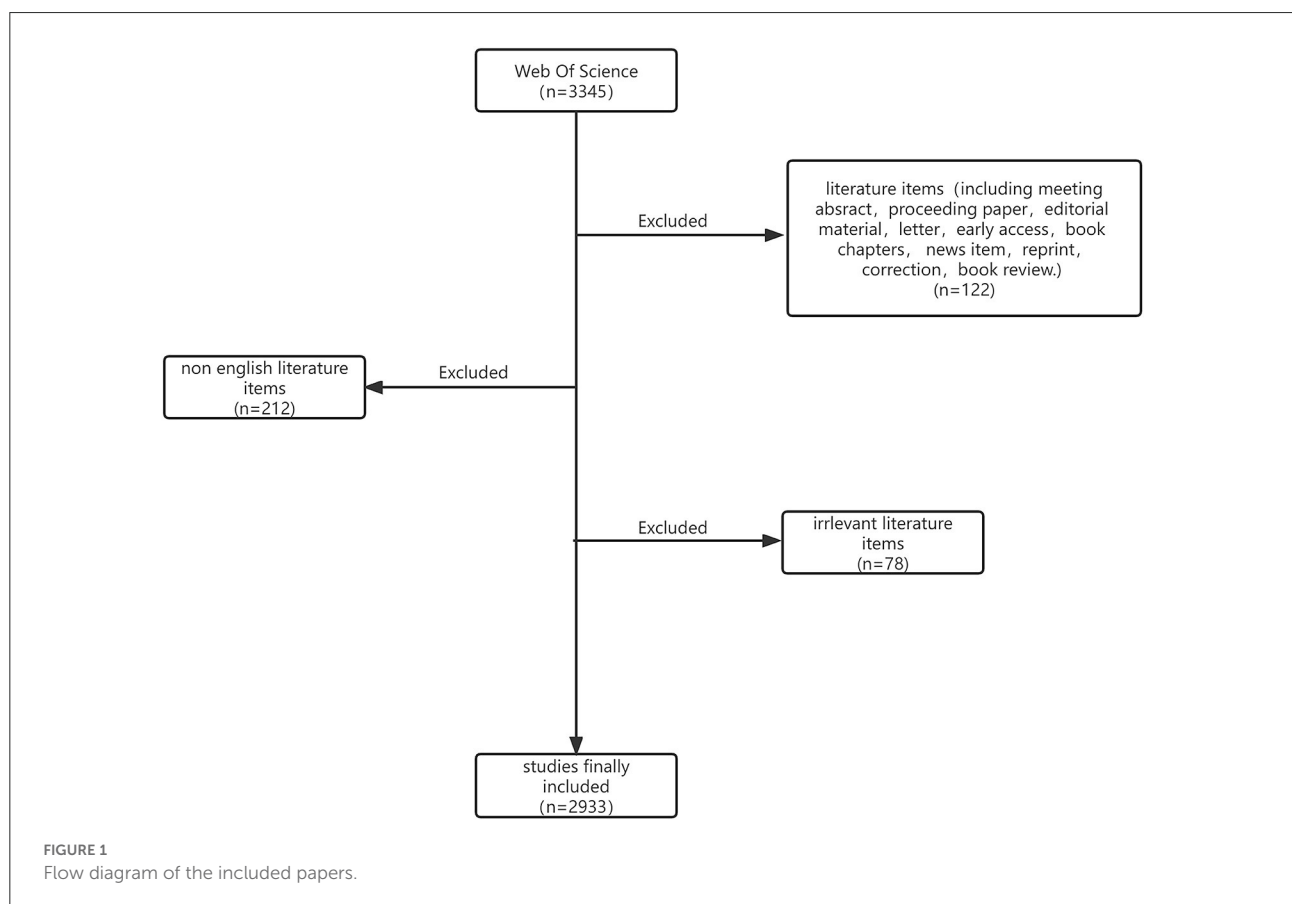 Web Of Science
(n=3345)
Excluded
literature items (including meeting
absract, proceeding paper, editorial
material, letter, early access, book
chapters, news item, reprint,
correction, book review.)
(n=122)
non english literature
items
(n=212)
Excluded
Excluded
irrlevant literature
items
(n=78)
studies finally
included
(n=2933)
FIGURE 1
Flow diagram of the included papers.